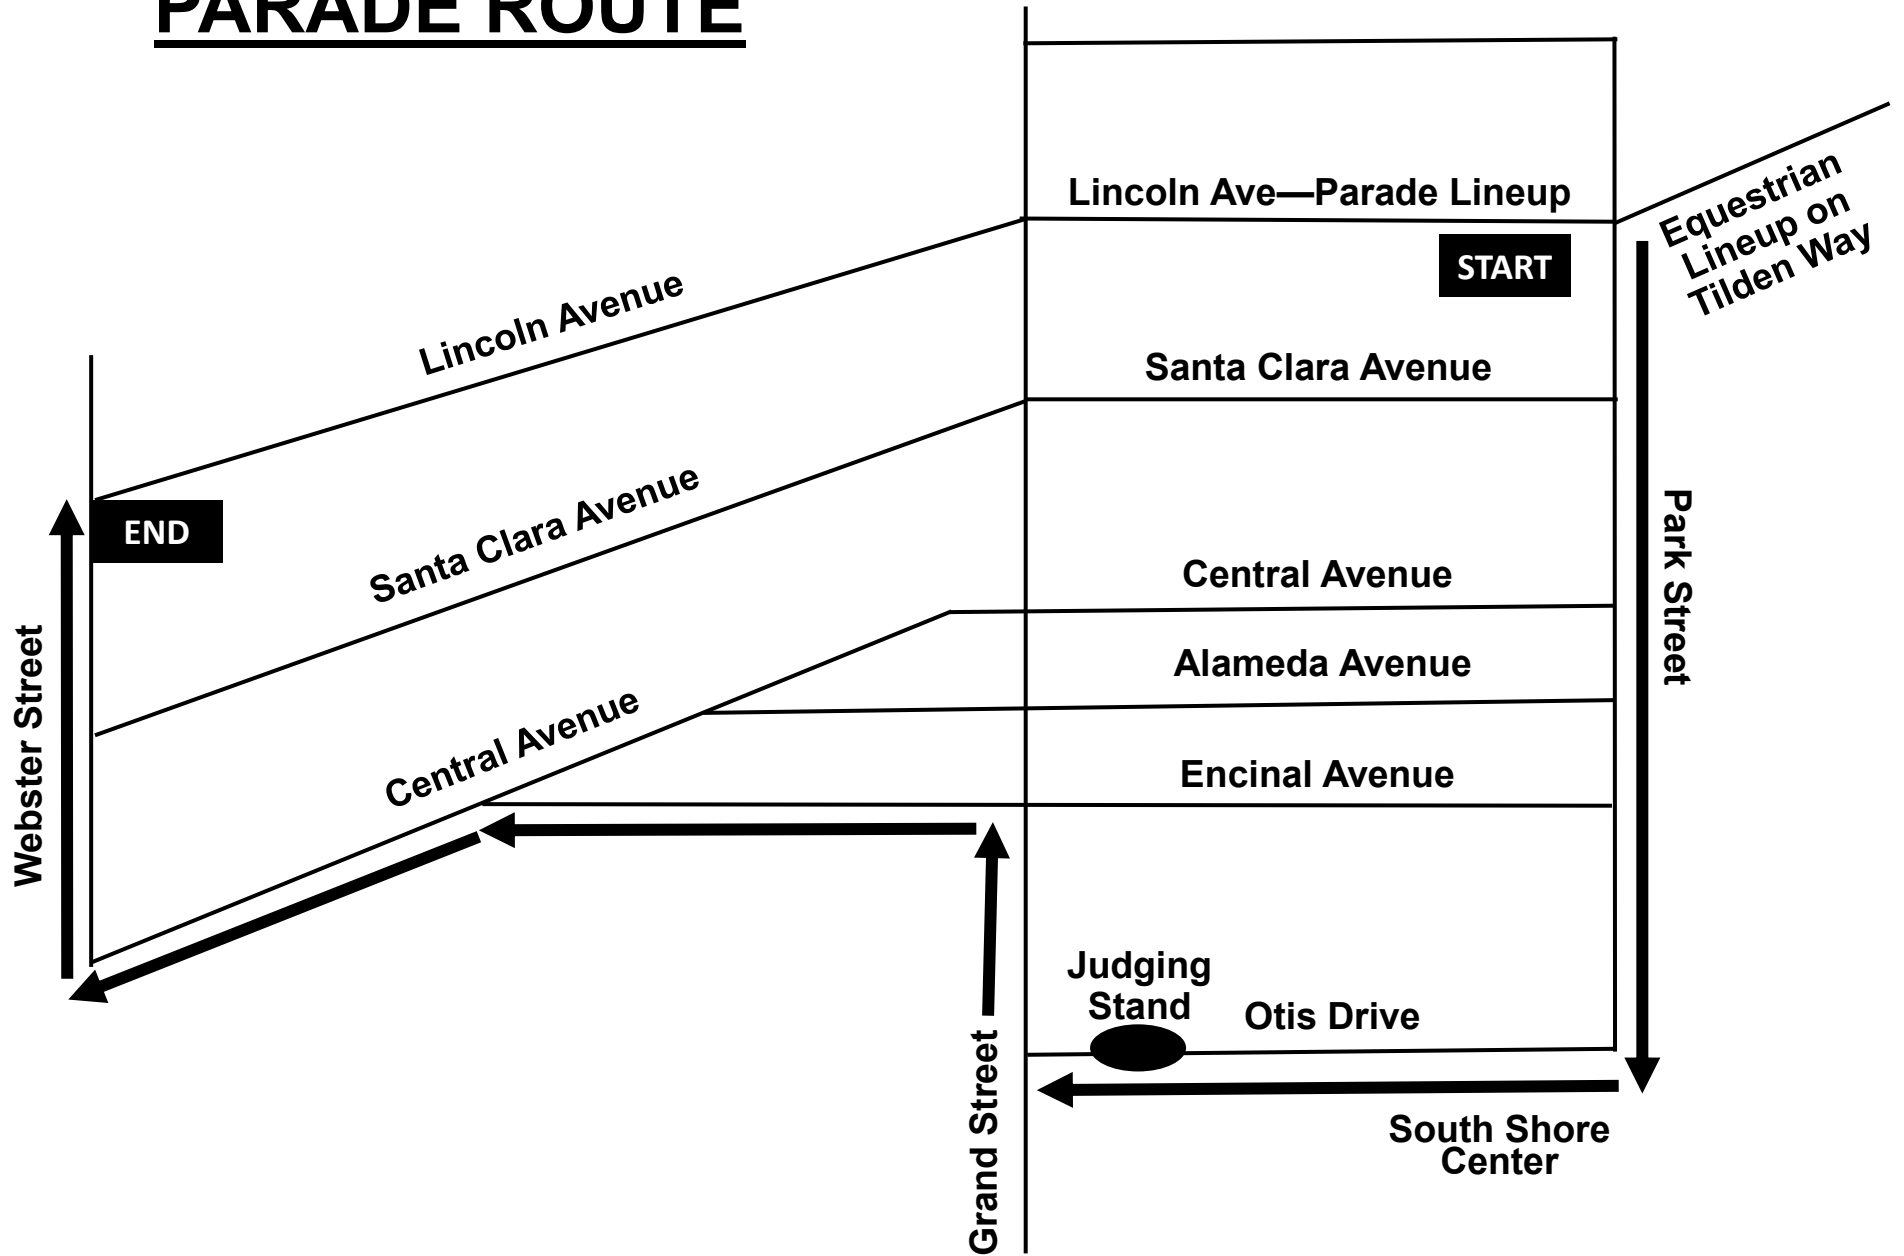 PARADE ROUTE
Lincoln Ave—Parade Lineup
Equestrian
Lineup on
Tilden Way
START
Lincoln Avenue
Santa Clara Avenue
Santa Clara Avenue
END
Park Street
Central Avenue
Alameda Avenue
Central Avenue
Webster Street
Encinal Avenue
Judging
Stand
Otis Drive
Grand Street
South Shore
Center